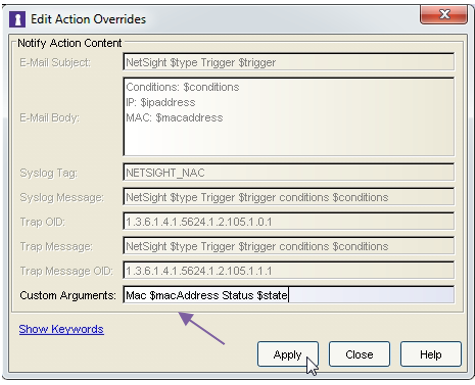 Edit Action Overrides
Notify Action Content
E-Mail Subject: NetSight $type Trigger $trigger
E-Mail Body:
Conditions: $conditions
IP: $ipaddress
MAC: $macaddress
Syslog Tag: NETSIGHT_NAC
Syslog Message: NetSight $type Trigger $trigger conditions $conditions
Trap OID: 1.3.6.1.4.1.5624.1.2.105.1.0.1
Trap Message: NetSight $type Trigger $trigger conditions $conditions
Trap Message OID: 1.3.6.1.4.1.5624.1.2.105.1.1.1
Custom Arguments: Mac $macAddress Status $state
Show Keywords
Apply Close Help